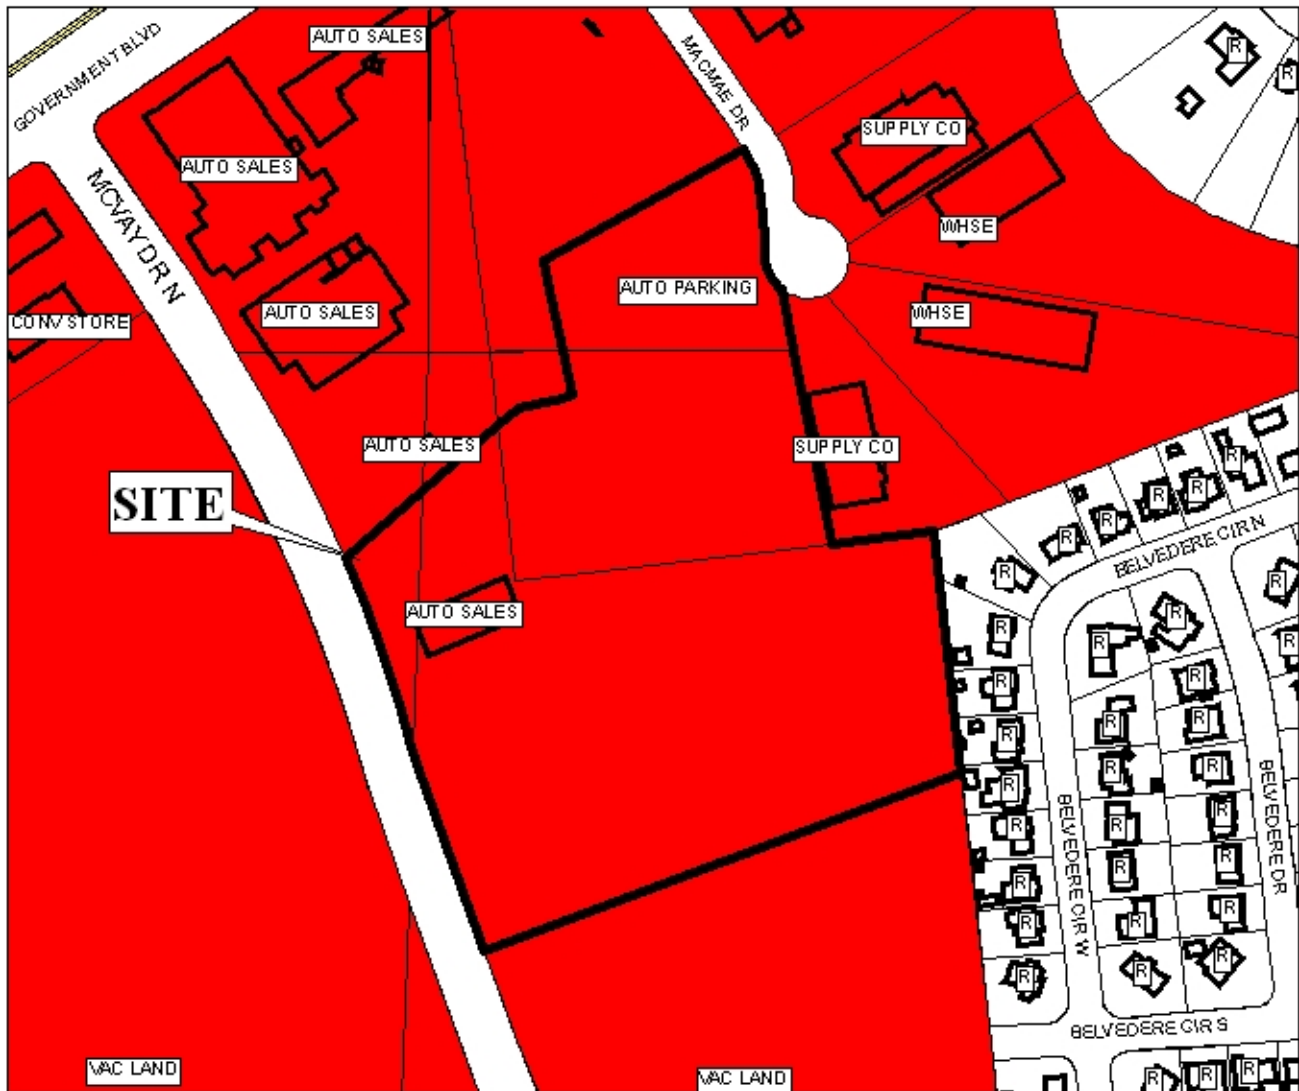 GOVERNMENT BLVD
AUTO SALES
MACMAE DR
R
R
SUPPLY CO
AUTO SALES
MCVAY DR N
WHSE
AUTO PARKING
CONV STORE
AUTO SALES
WHSE
AUTO SALES
SUPPLY CO
R
R
R
SITE
R
R
R
BELVEDERE CIR N
R
R
AUTO SALES
R
R
R
R
R
R
R
R
R
R
R
R
R
BELVEDERE DR
BELVEDERE CIR W
R
R
R
R
R
R
R
R
R
R
R
R
BELVEDERE CIR S
VAC LAND
VAC LAND
R
R
R
R